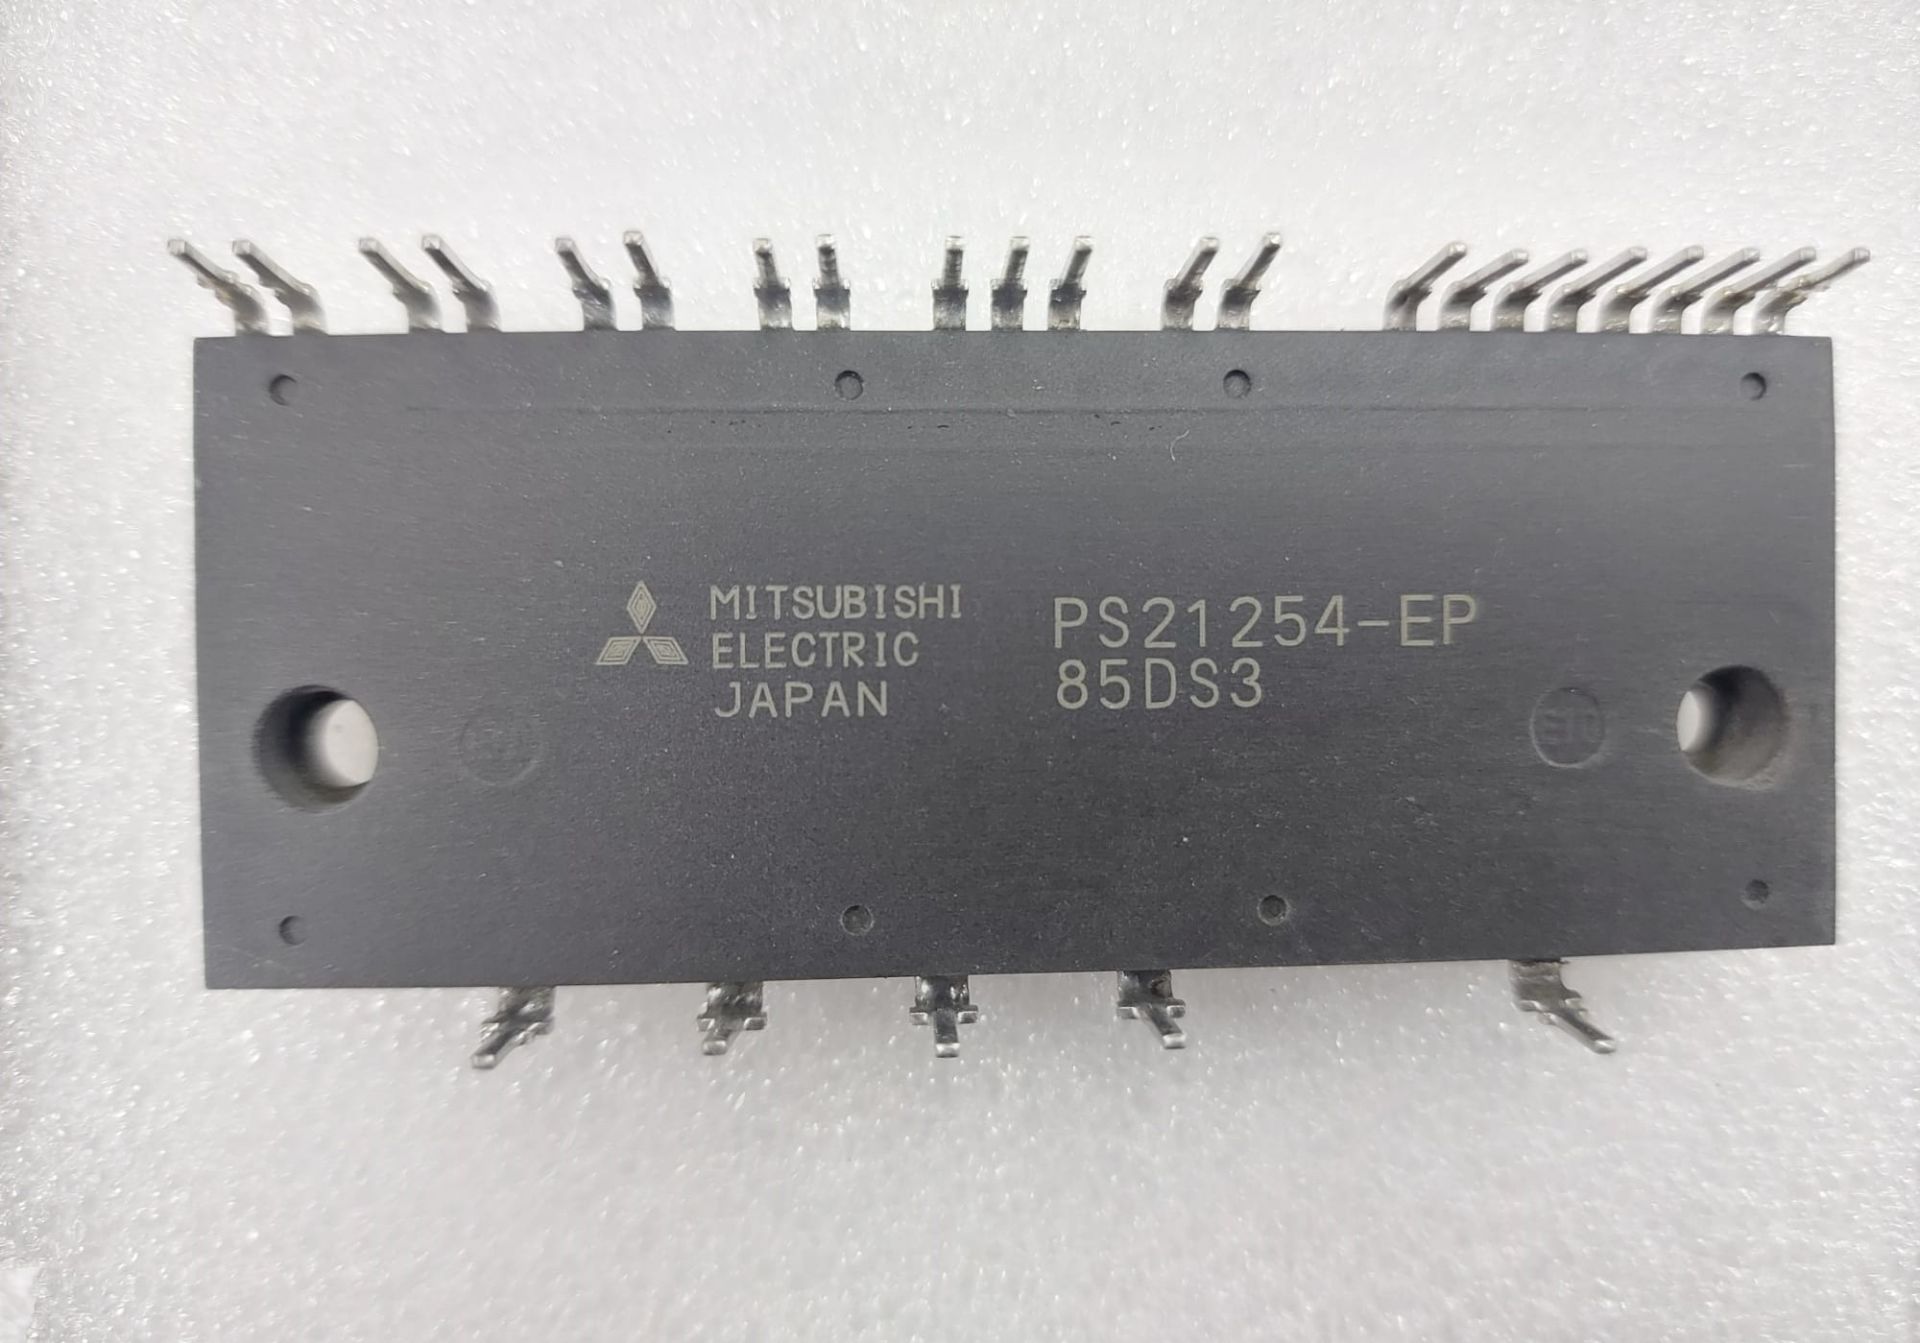 MITSUBISHI
ELECTRIC
JAPAN
PS21254-EP
85DS3